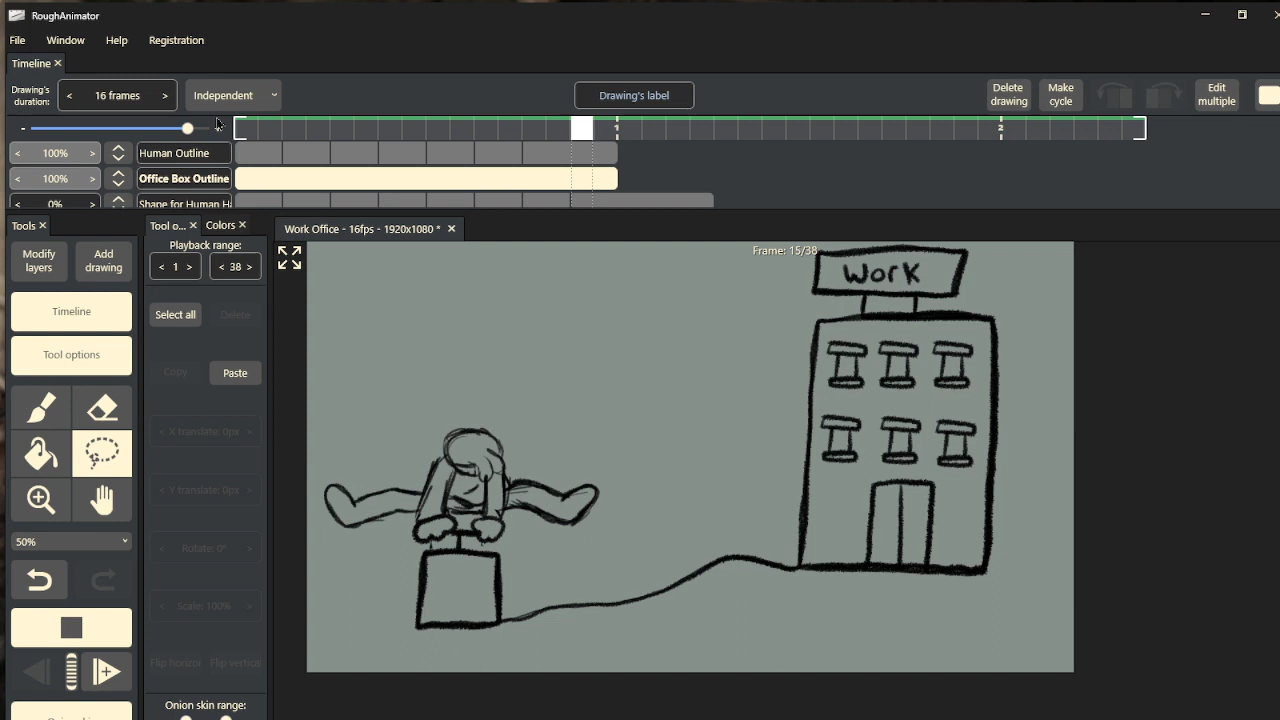 RoughAnimator
File Window Help Registration
Timeline
Drawing's duration: < 16 frames > Independent Drawing's label Delete drawing Make cycle Edit multiple
- + 1 2
< 100% > Human Outline
< 100% > Office Box Outline
< 0% > Shape for Human H
Tools Tool o... Colors
Work Office - 16fps - 1920x1080 *
Modify layers
Add drawing
Playback range:
< 1 > < 38 >
Frame: 15/38
Work
Timeline
Select all Delete
Tool options
Copy Paste
< X translate: 0px >
< Y translate: 0px >
50%
< Rotate: 0° >
< Scale: 100% >
Flip horizon Flip vertical
Onion skin range: